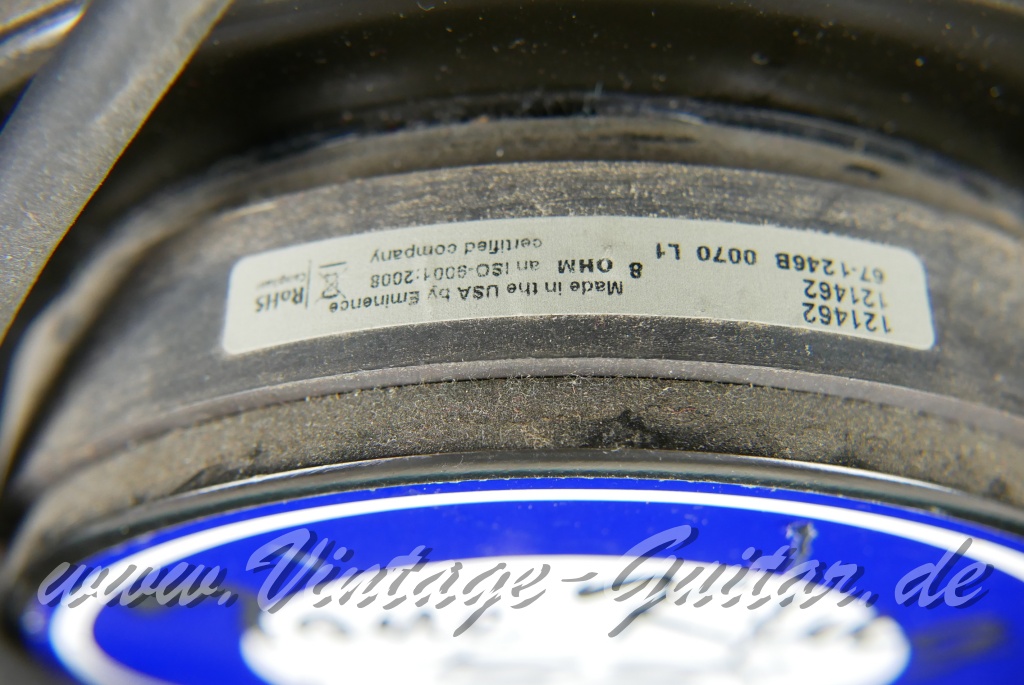 121462
121462
67-1246B 0070 L1
8 OHM
Made in the USA by Eminence
an ISO-9001:2008
certified company
RoHS
Compliant
www.Vintage-Guitar.de